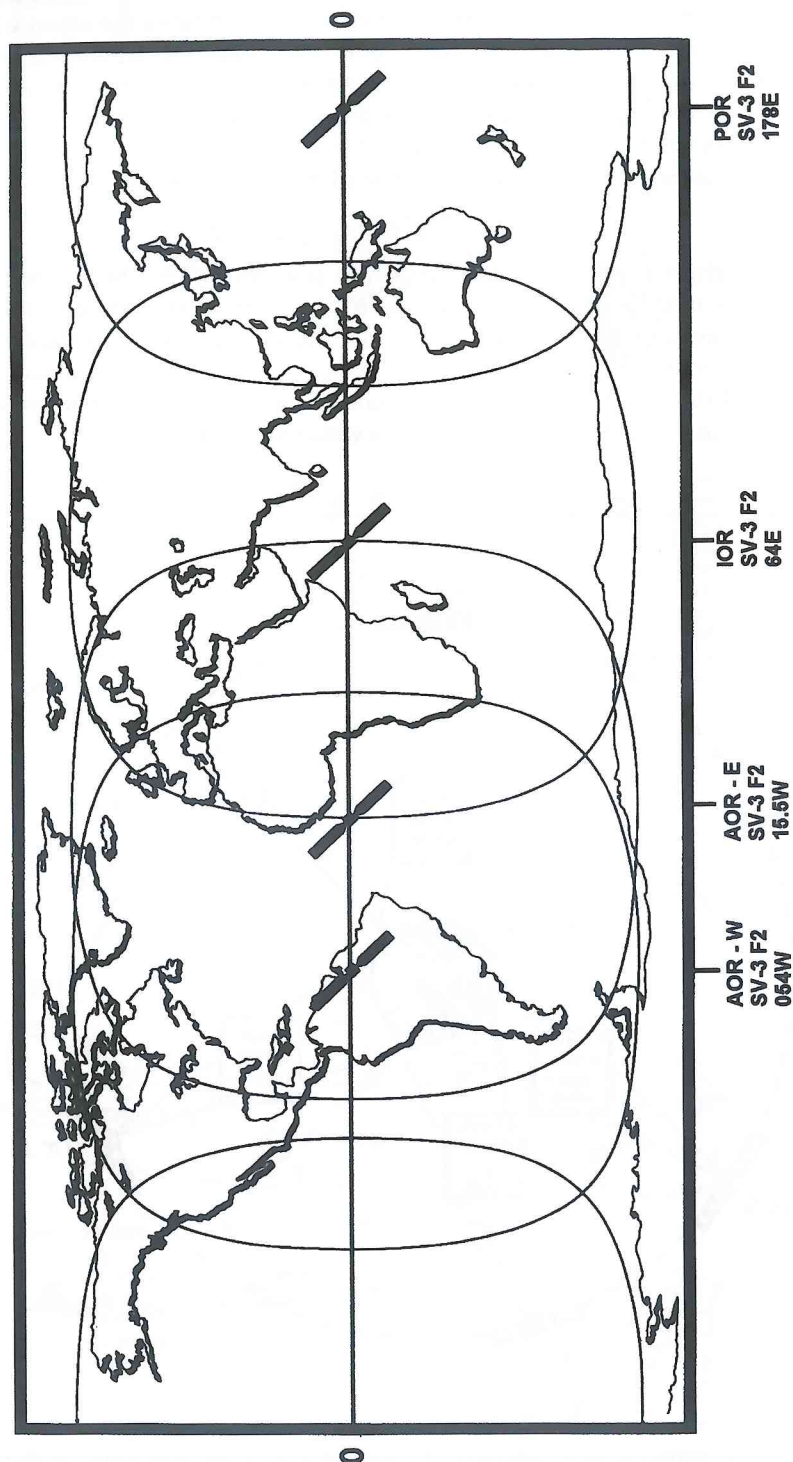 0
0
AOR - W
SV-3 F2
054W
AOR - E
SV-3 F2
15.5W
IOR
SV-3 F2
64E
POR
SV-3 F2
178E